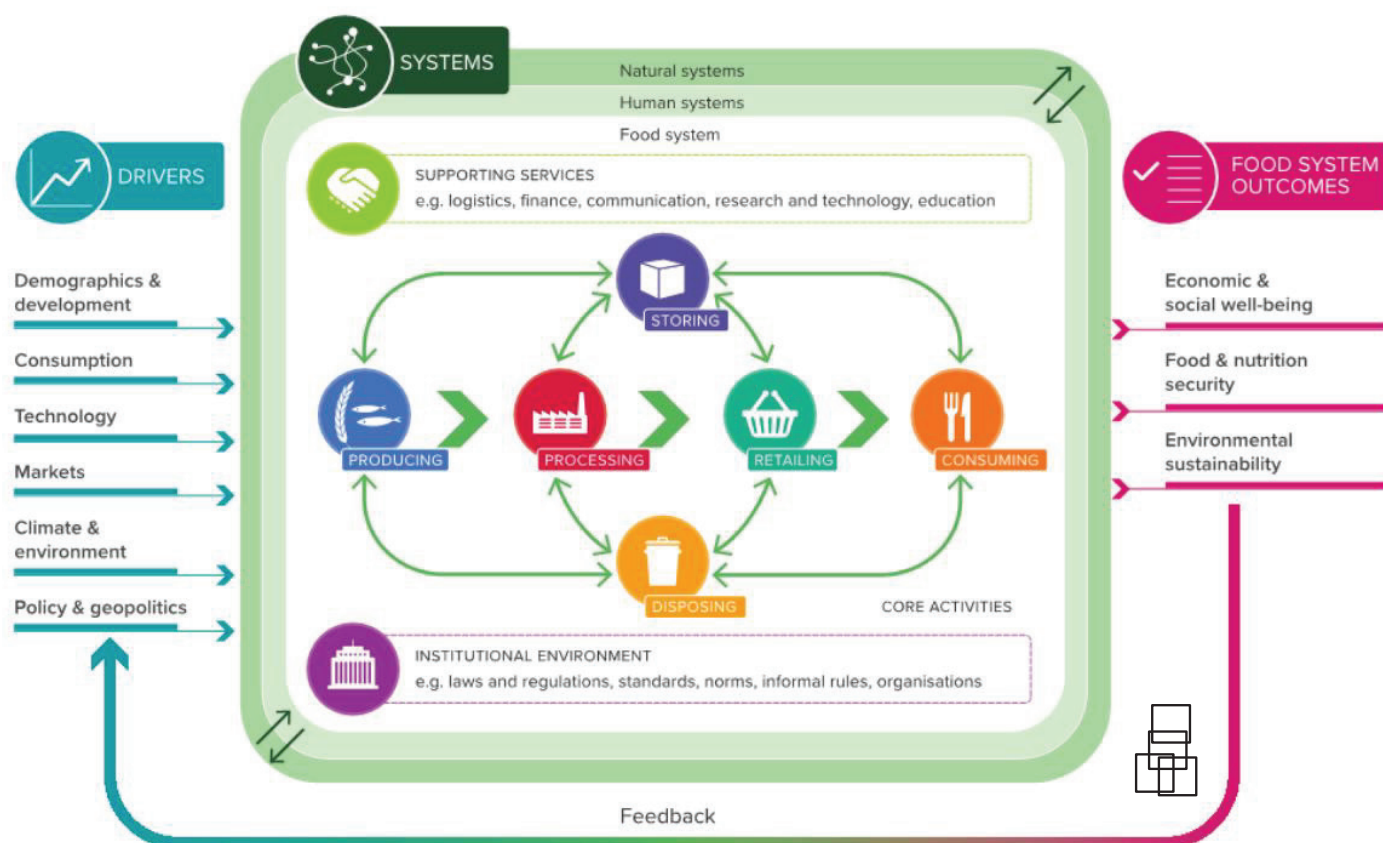 SYSTEMS
Natural systems
Human systems
Food system
DRIVERS
Demographics &
development
Consumption
Technology
Markets
Climate &
environment
Policy & geopolitics
SUPPORTING SERVICES
e.g. logistics, finance, communication, research and technology, education
STORING
PRODUCING
PROCESSING
RETAILING
CONSUMING
DISPOSING
CORE ACTIVITIES
INSTITUTIONAL ENVIRONMENT
e.g. laws and regulations, standards, norms, informal rules, organisations
FOOD SYSTEM
OUTCOMES
Economic &
social well-being
Food & nutrition
security
Environmental
sustainability
Feedback